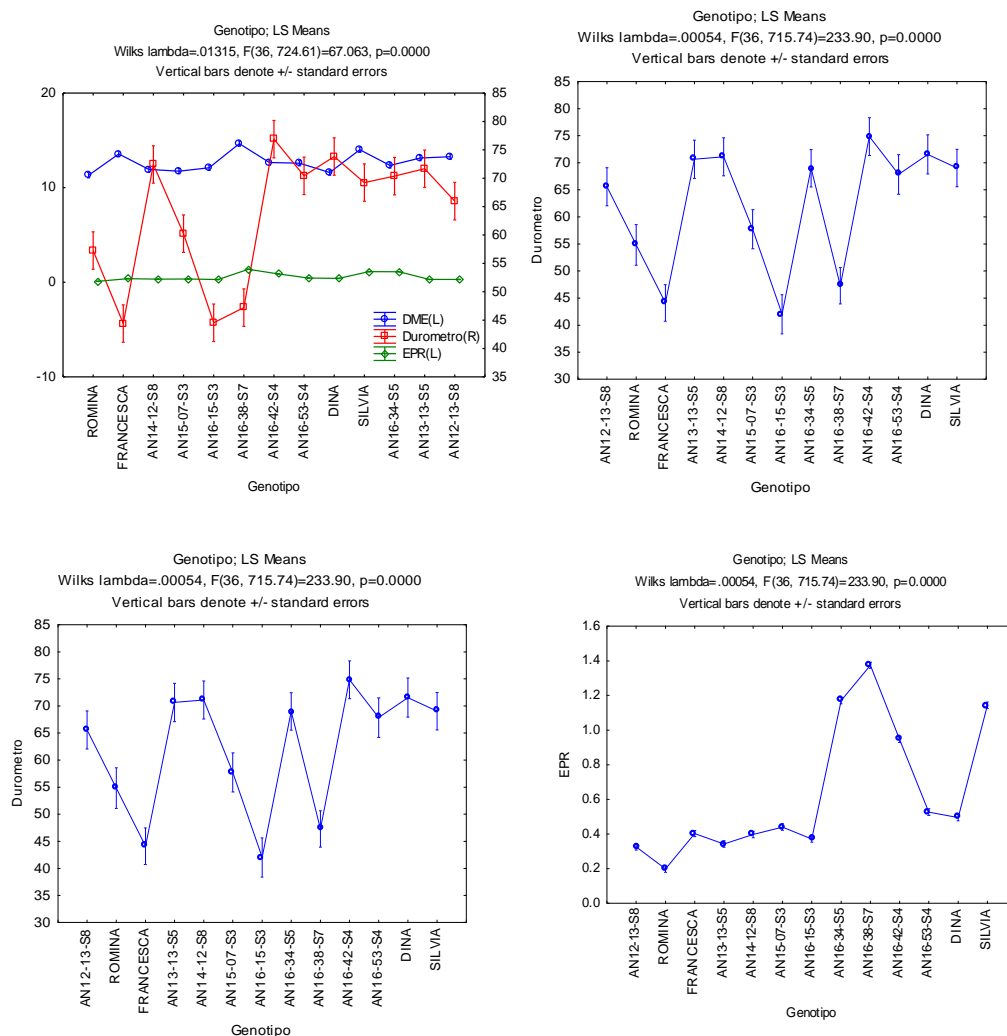 Genotipo; LS Means
Wilks lambda=.01315, F(36, 724.61)=67.063, p=0.0000
Vertical bars denote +/- standard errors
20
10
0
-10
85
80
75
70
65
60
55
50
45
40
35
DME(L)
Durometro(R)
EPR(L)
ROMINA
FRANCESCA
AN14-12-S8
AN15-07-S3
AN16-15-S3
AN16-38-S7
AN16-42-S4
AN16-53-S4
DINA
SILVIA
AN16-34-S5
AN13-13-S5
AN12-13-S8
Genotipo
Genotipo; LS Means
Wilks lambda=.00054, F(36, 715.74)=233.90, p=0.0000
Vertical bars denote +/- standard errors
Durometro
85
80
75
70
65
60
55
50
45
40
35
30
AN12-13-S8
ROMINA
FRANCESCA
AN13-13-S5
AN14-12-S8
AN15-07-S3
AN16-15-S3
AN16-34-S5
AN16-38-S7
AN16-42-S4
AN16-53-S4
DINA
SILVIA
Genotipo
Genotipo; LS Means
Wilks lambda=.00054, F(36, 715.74)=233.90, p=0.0000
Vertical bars denote +/- standard errors
Durometro
85
80
75
70
65
60
55
50
45
40
35
30
AN12-13-S8
ROMINA
FRANCESCA
AN13-13-S5
AN14-12-S8
AN15-07-S3
AN16-15-S3
AN16-34-S5
AN16-38-S7
AN16-42-S4
AN16-53-S4
DINA
SILVIA
Genotipo
Genotipo; LS Means
Wilks lambda=.00054, F(36, 715.74)=233.90, p=0.0000
Vertical bars denote +/- standard errors
EPR
1.6
1.4
1.2
1.0
0.8
0.6
0.4
0.2
0.0
AN12-13-S8
ROMINA
FRANCESCA
AN13-13-S5
AN14-12-S8
AN15-07-S3
AN16-15-S3
AN16-34-S5
AN16-38-S7
AN16-42-S4
AN16-53-S4
DINA
SILVIA
Genotipo